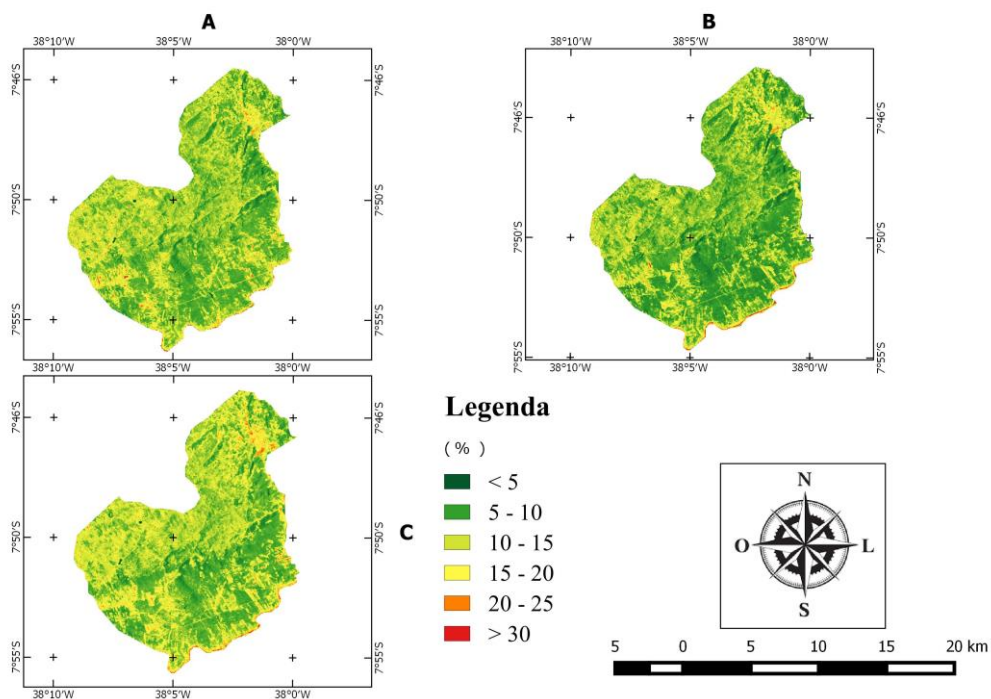 A
38°10'W 38°5'W 38°0'W
7°46'S 7°46'S
7°50'S 7°50'S
7°55'S 7°55'S
B
38°10'W 38°5'W 38°0'W
7°46'S 7°46'S
7°50'S 7°50'S
7°55'S 7°55'S
38°10'W 38°5'W 38°0'W
38°10'W 38°5'W 38°0'W
7°46'S 7°46'S
7°50'S 7°50'S
7°55'S 7°55'S
38°10'W 38°5'W 38°0'W
C
Legenda
( % )
< 5
5 - 10
10 - 15
15 - 20
20 - 25
> 30
N
O L
S
5 0 5 10 15 20 km